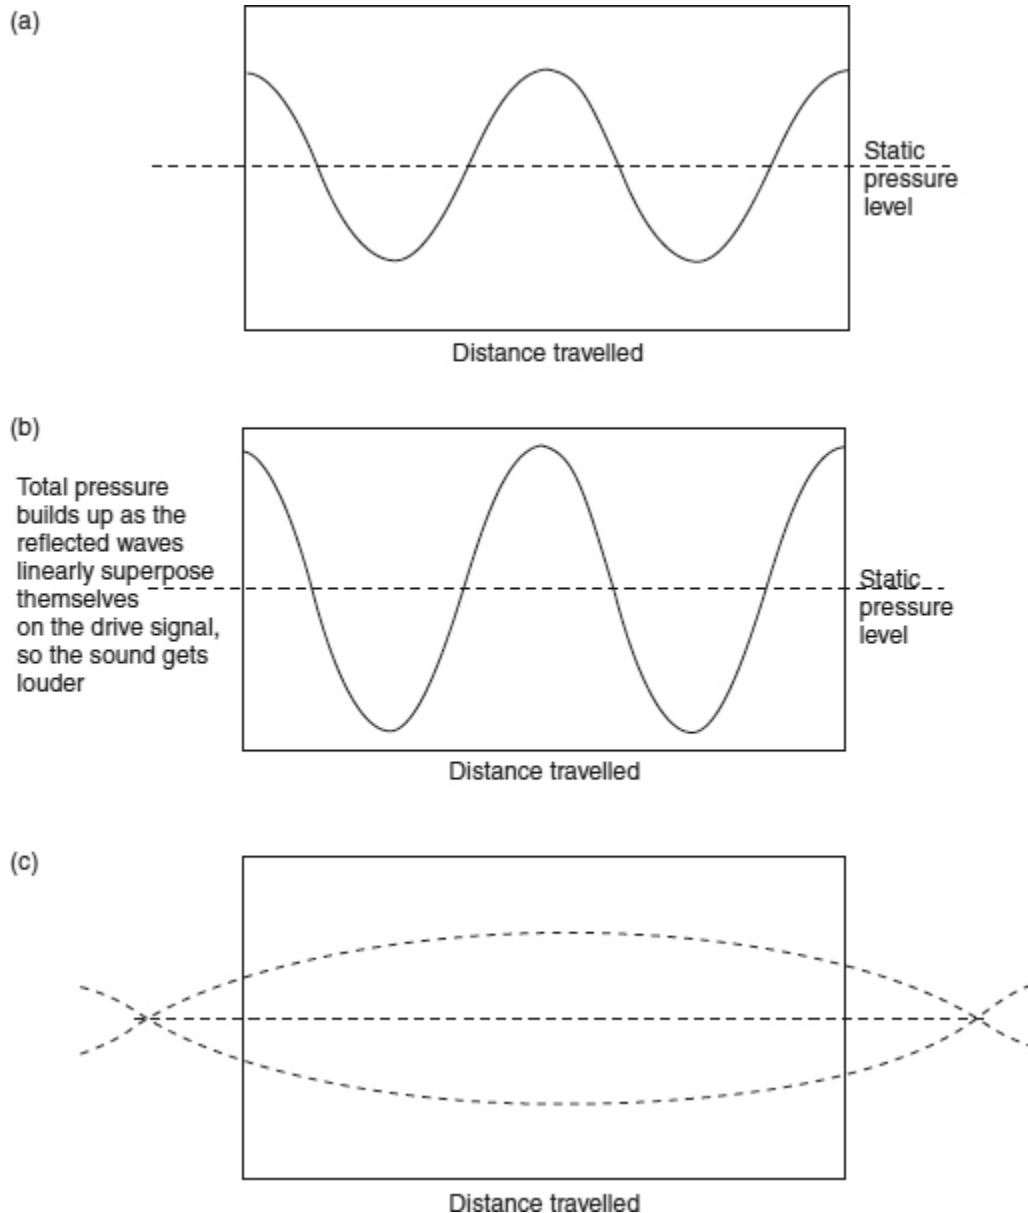 (a)
Static
pressure
level
Distance travelled
(b)
Total pressure
builds up as the
reflected waves
linearly superpose
themselves
on the drive signal,
so the sound gets
louder
Static
pressure
level
Distance travelled
(c)
Distance travelled